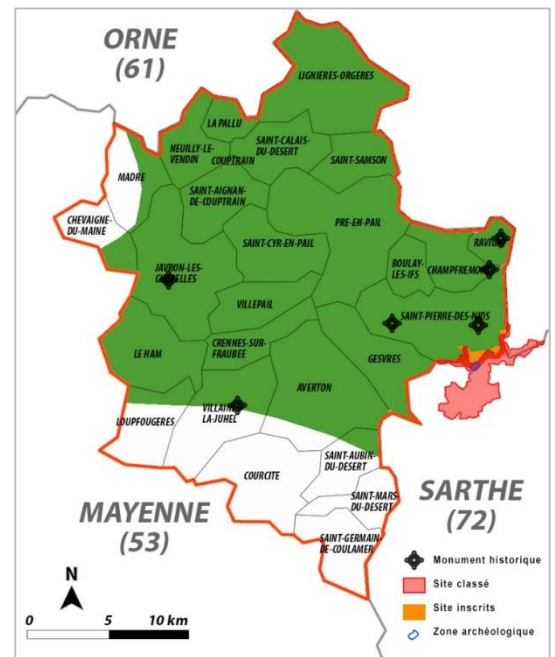 ORNE
(61)
LIGNIERES-ORGERES
LA PALLU
NEUILLY-LE-
VENDIN
COUPTRAIN
SAINT-CALAIS-
DU-DESERT
SAINT-SAMSON
MADRE
SAINT-AIGNAN-
DE-COUPTRAIN
PRE-EN-PAIL
CHEVAIGNE-
DU-MAINE
SAINT-CYR-EN-PAIL
BOULAY-
LES-IFS
CHAMPFREMONT
JAVRON-LES-
VILLEPAIL
SAINT-PIERRE-DES-NIDS
LE HAM
CRENNES-SUR-
FRAUBEE
GESVRES
AVERTON
LOUPFOUGERES
LA-JUHEL
COURCITE
SAINT-AUBIN-
DU-DESERT
SAINT-MARS-
DU-DESERT
SAINT-GERMAIN-
DE-COULAMER
MAYENNE
(53)
SARTHE
(72)
N
0 5 10 km
Monument historique
Site classé
Site inscrits
Zone archéologique